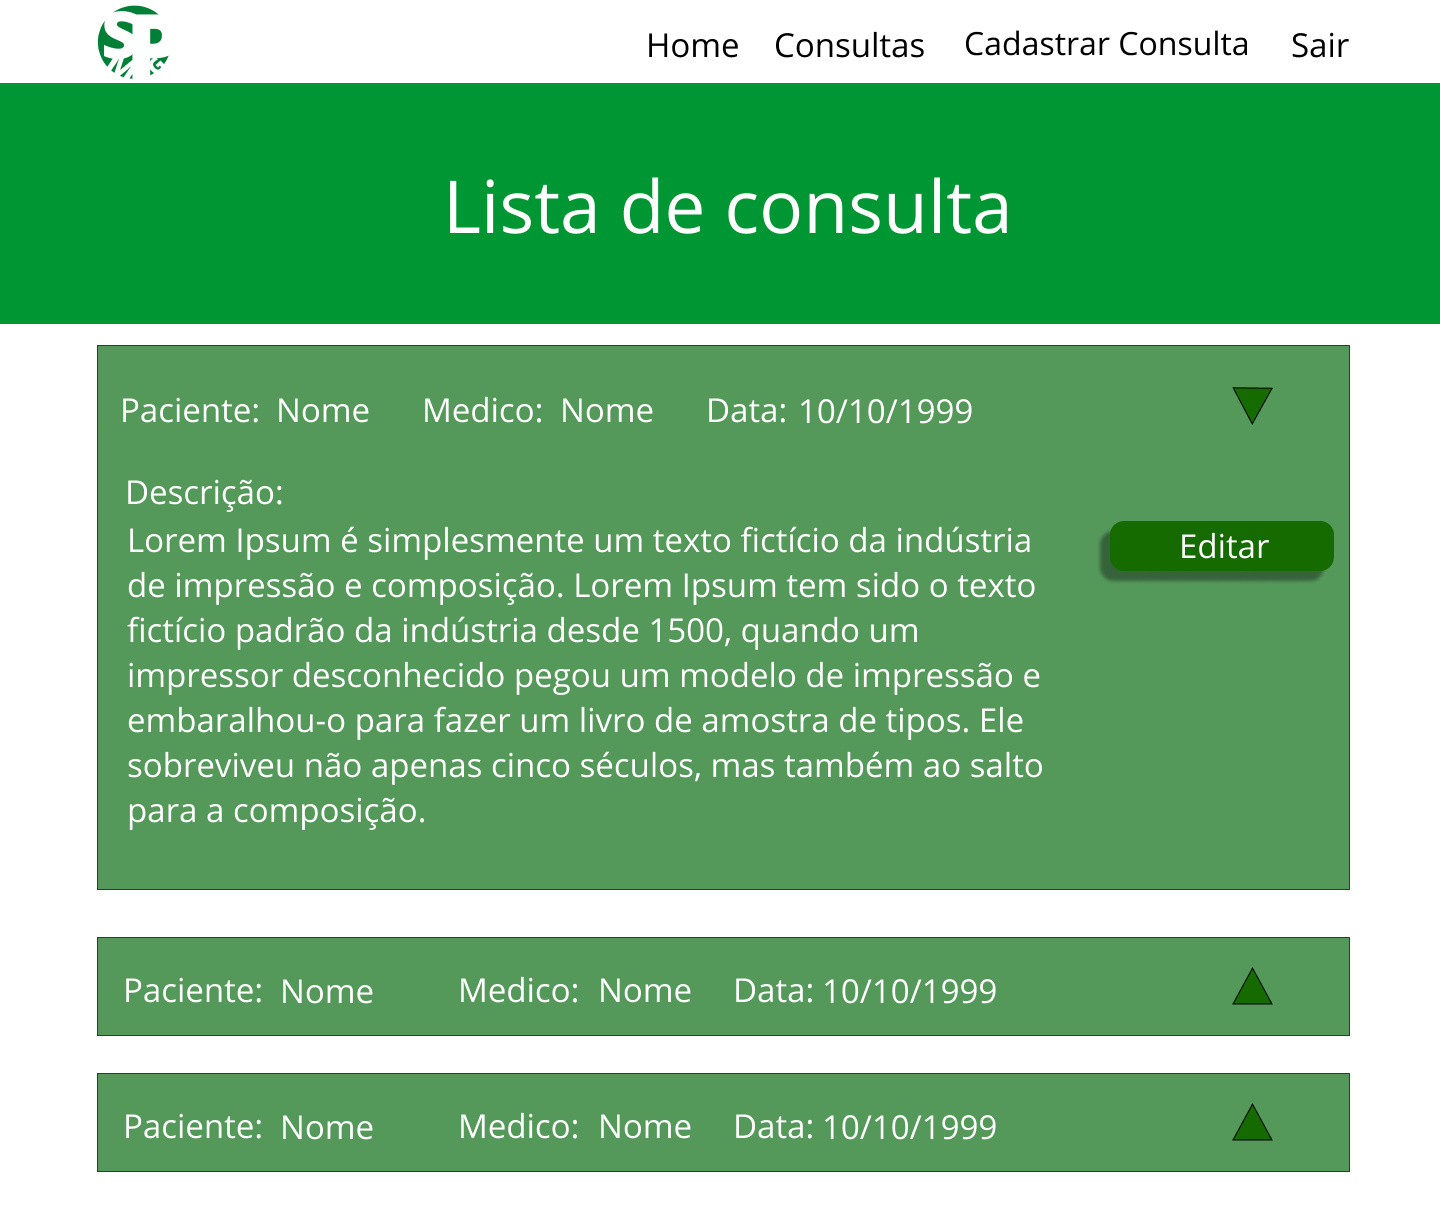 SP
MG
Home Consultas Cadastrar Consulta Sair
Lista de consulta
Paciente: Nome Medico: Nome Data: 10/10/1999
Descrição:
Lorem Ipsum é simplesmente um texto fictício da indústria
de impressão e composição. Lorem Ipsum tem sido o texto
fictício padrão da indústria desde 1500, quando um
impressor desconhecido pegou um modelo de impressão e
embaralhou-o para fazer um livro de amostra de tipos. Ele
sobreviveu não apenas cinco séculos, mas também ao salto
para a composição.
Editar
Paciente: Nome Medico: Nome Data: 10/10/1999
Paciente: Nome Medico: Nome Data: 10/10/1999